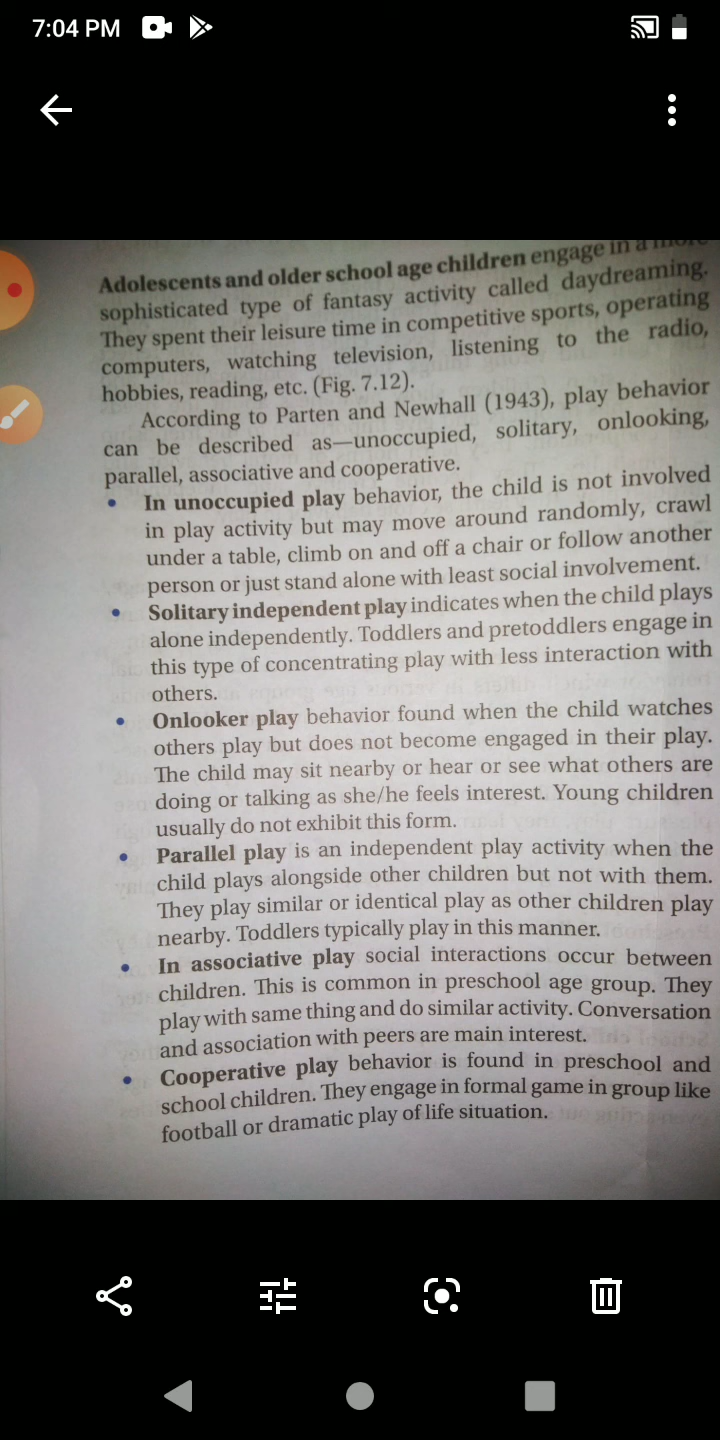 7:04 PM
Adolescents and older school age children engage in a more
sophisticated type of fantasy activity called daydreaming.
They spent their leisure time in competitive sports, operating
computers, watching television, listening to the radio,
hobbies, reading, etc. (Fig. 7.12).
According to Parten and Newhall (1943), play behavior
can be described as—unoccupied, solitary, onlooking,
parallel, associative and cooperative.
• In unoccupied play behavior, the child is not involved
in play activity but may move around randomly, crawl
under a table, climb on and off a chair or follow another
person or just stand alone with least social involvement.
• Solitary independent play indicates when the child plays
alone independently. Toddlers and pretoddlers engage in
this type of concentrating play with less interaction with
others.
• Onlooker play behavior found when the child watches
others play but does not become engaged in their play.
The child may sit nearby or hear or see what others are
doing or talking as she/he feels interest. Young children
usually do not exhibit this form.
• Parallel play is an independent play activity when the
child plays alongside other children but not with them.
They play similar or identical play as other children play
nearby. Toddlers typically play in this manner.
• In associative play social interactions occur between
children. This is common in preschool age group. They
play with same thing and do similar activity. Conversation
and association with peers are main interest.
• Cooperative play behavior is found in preschool and
school children. They engage in formal game in group like
football or dramatic play of life situation.